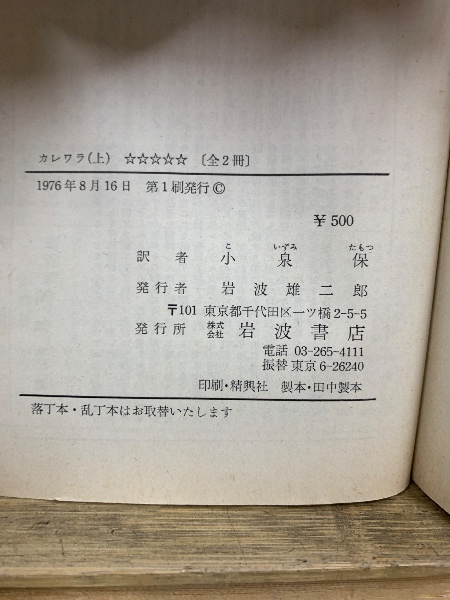 カレワラ(上) ☆☆☆☆☆ 〔全2冊〕
1976年8月16日 第1刷発行©
¥500
こ いずみ たもつ
訳者 小泉保
発行者 岩波雄二郎
〒101 東京都千代田区一ツ橋2-5-5
発行所 株式会社 岩波書店
電話 03-265-4111
振替 東京 6-26240
印刷・精興社 製本・田中製本
落丁本・乱丁本はお取替いたします